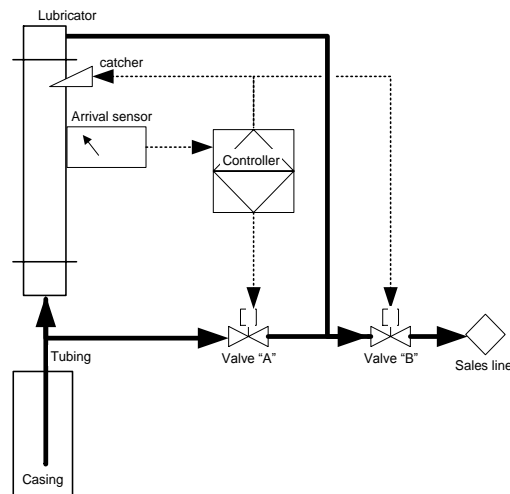 Lubricator
catcher
Arrival sensor
Controller
Tubing
Valve “A”
Valve “B”
Sales line
Casing